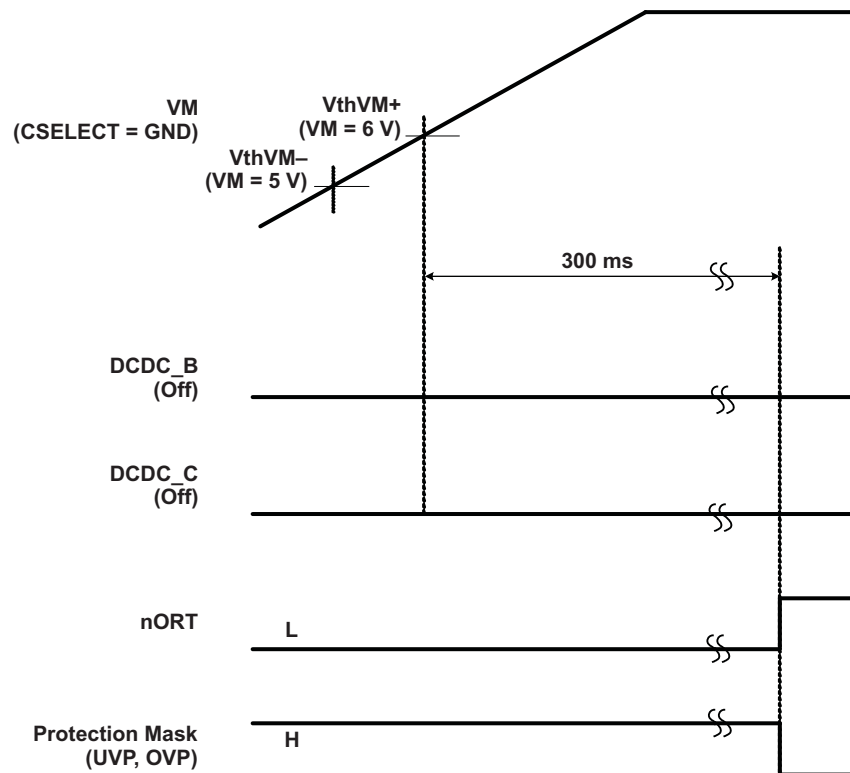 VM
(CSELECT = GND)
VthVM+
(VM = 6 V)
VthVM–
(VM = 5 V)
300 ms
DCDC_B
(Off)
DCDC_C
(Off)
nORT
L
Protection Mask
(UVP, OVP)
H